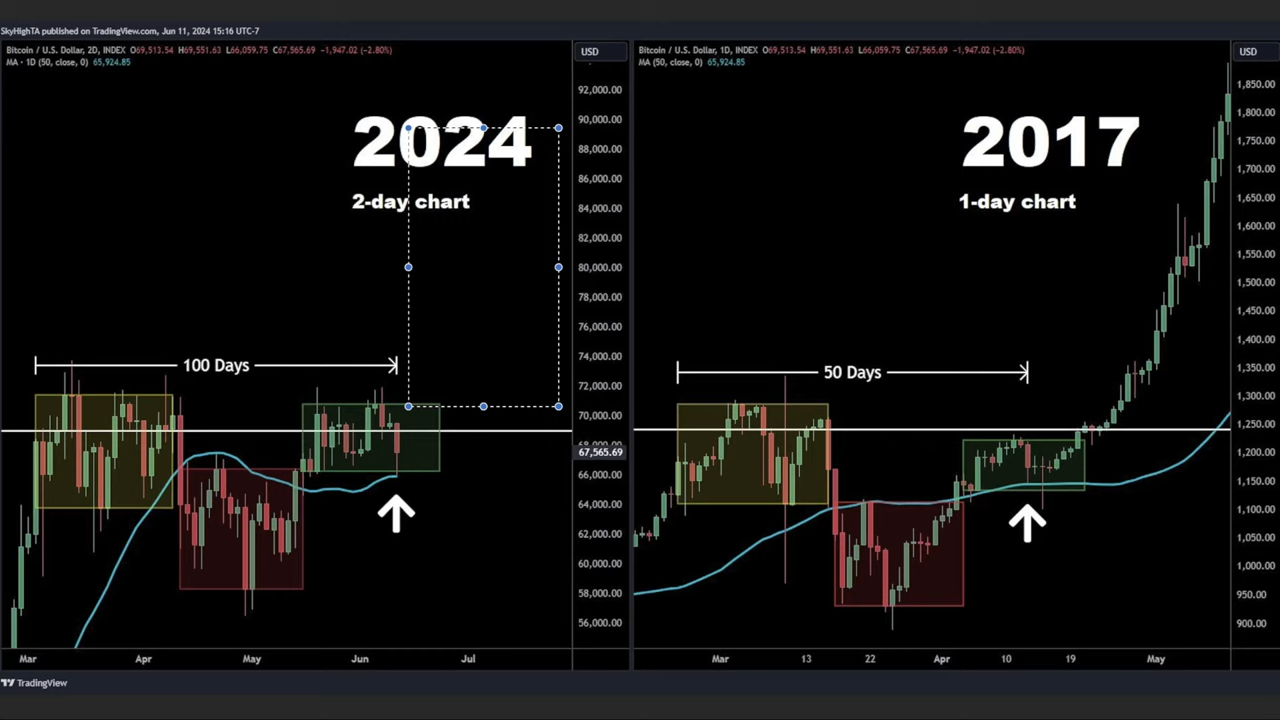 SkyHighTA published on TradingView.com, Jun 11, 2024 15:16 UTC-7
Bitcoin / U.S. Dollar, 2D, INDEX O69,513.54 H69,551.63 L66,059.75 C67,565.69 −1,947.02 (−2.80%)
MA · 1D (50, close, 0) 65,924.85
USD
2024
2-day chart
100 Days
92,000.00
90,000.00
88,000.00
86,000.00
84,000.00
82,000.00
80,000.00
78,000.00
76,000.00
74,000.00
72,000.00
70,000.00
67,565.69
66,000.00
64,000.00
62,000.00
60,000.00
58,000.00
56,000.00
Mar Apr May Jun Jul
Bitcoin / U.S. Dollar, 1D, INDEX O69,513.54 H69,551.63 L66,059.75 C67,565.69 −1,947.02 (−2.80%)
MA (50, close, 0) 65,924.85
USD
2017
1-day chart
50 Days
1,850.00
1,800.00
1,750.00
1,700.00
1,650.00
1,600.00
1,550.00
1,500.00
1,450.00
1,400.00
1,350.00
1,300.00
1,250.00
1,200.00
1,150.00
1,100.00
1,050.00
1,000.00
950.00
900.00
Mar 13 22 Apr 10 19 May
TradingView